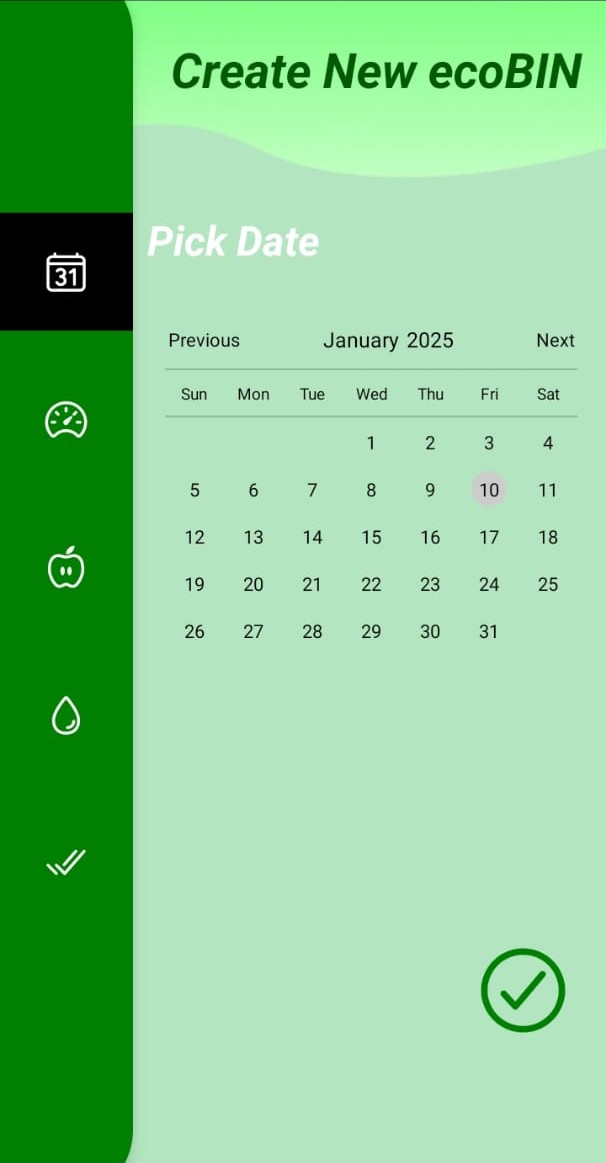 Create New ecoBIN
31
Pick Date
Previous January 2025 Next
Sun Mon Tue Wed Thu Fri Sat
1 2 3 4
5 6 7 8 9 10 11
12 13 14 15 16 17 18
19 20 21 22 23 24 25
26 27 28 29 30 31